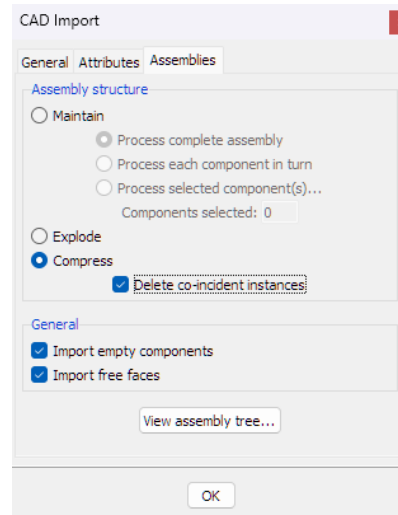 CAD Import
General Attributes Assemblies
Assembly structure
Maintain
Process complete assembly
Process each component in turn
Process selected component(s)...
Components selected: 0
Explode
Compress
Delete co-incident instances
General
Import empty components
Import free faces
View assembly tree...
OK